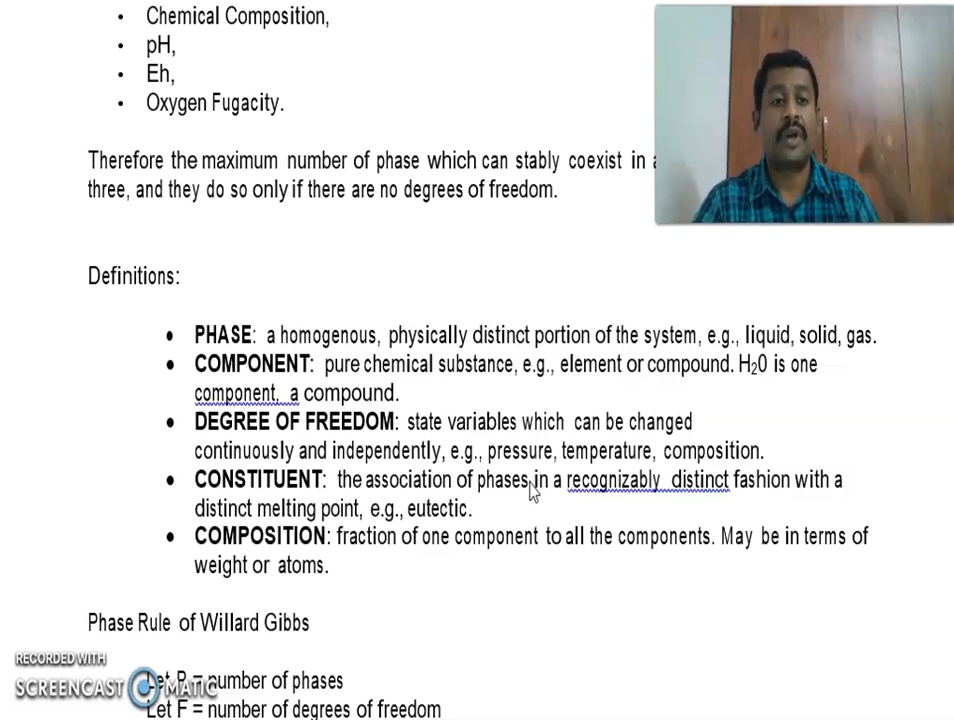 • Chemical Composition,
• pH,
• Eh,
• Oxygen Fugacity.
Therefore the maximum number of phase which can stably coexist in a
three, and they do so only if there are no degrees of freedom.
Definitions:
• PHASE: a homogenous, physically distinct portion of the system, e.g., liquid, solid, gas.
• COMPONENT: pure chemical substance, e.g., element or compound. H₂0 is one
component, a compound.
• DEGREE OF FREEDOM: state variables which can be changed
continuously and independently, e.g., pressure, temperature, composition.
• CONSTITUENT: the association of phases in a recognizably distinct fashion with a
distinct melting point, e.g., eutectic.
• COMPOSITION: fraction of one component to all the components. May be in terms of
weight or atoms.
Phase Rule of Willard Gibbs
RECORDED WITH
SCREENCAST MATIC
Let P = number of phases
Let F = number of degrees of freedom